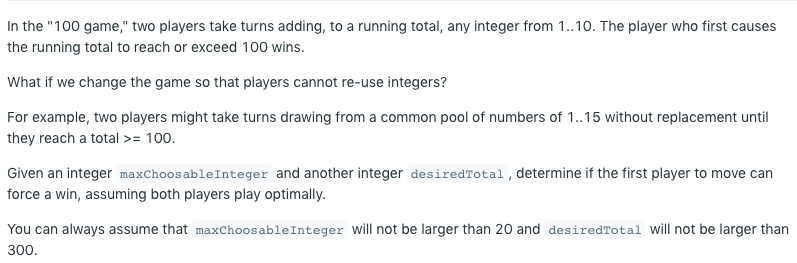 In the "100 game," two players take turns adding, to a running total, any integer from 1..10. The player who first causes
the running total to reach or exceed 100 wins.
What if we change the game so that players cannot re-use integers?
For example, two players might take turns drawing from a common pool of numbers of 1..15 without replacement until
they reach a total >= 100.
Given an integer maxChoosableInteger and another integer desiredTotal, determine if the first player to move can
force a win, assuming both players play optimally.
You can always assume that maxChoosableInteger will not be larger than 20 and desiredTotal will not be larger than
300.